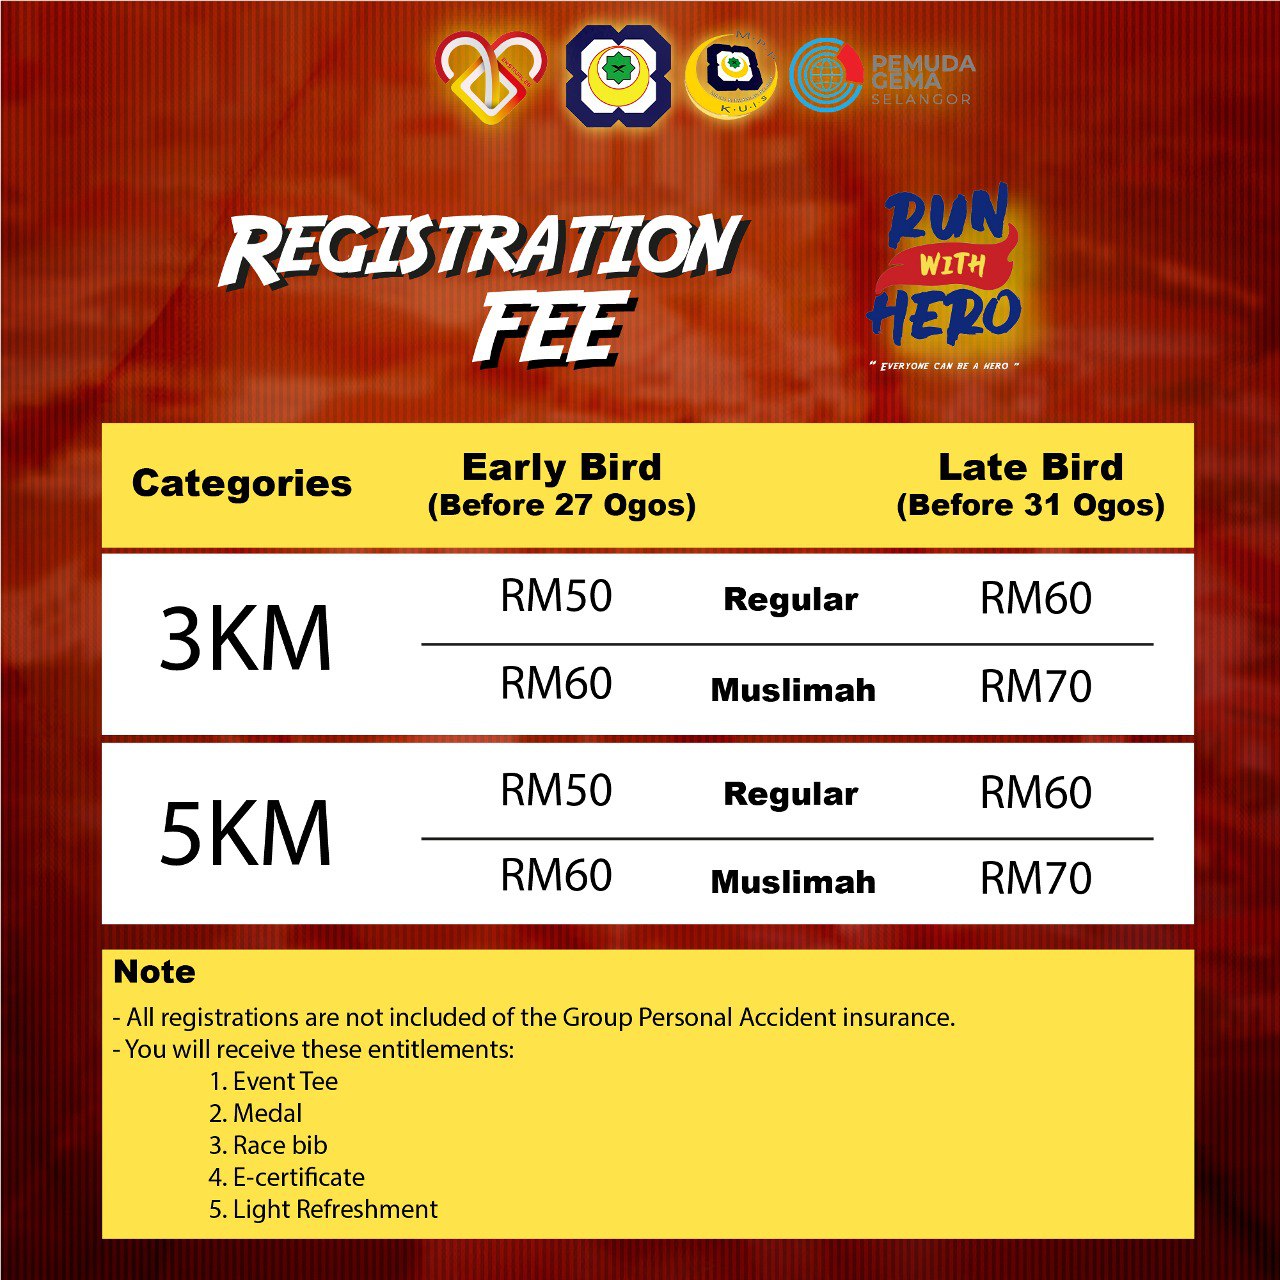 M.P.P
K.U.I.S
PEMUDA
GEMA
SELANGOR
REGISTRATION
FEE
RUN
WITH
HERO
" EVERYONE CAN BE A HERO "
Categories
Early Bird
(Before 27 Ogos)
Late Bird
(Before 31 Ogos)
3KM
RM50 Regular RM60
RM60 Muslimah RM70
5KM
RM50 Regular RM60
RM60 Muslimah RM70
Note
- All registrations are not included of the Group Personal Accident insurance.
- You will receive these entitlements:
1. Event Tee
2. Medal
3. Race bib
4. E-certificate
5. Light Refreshment